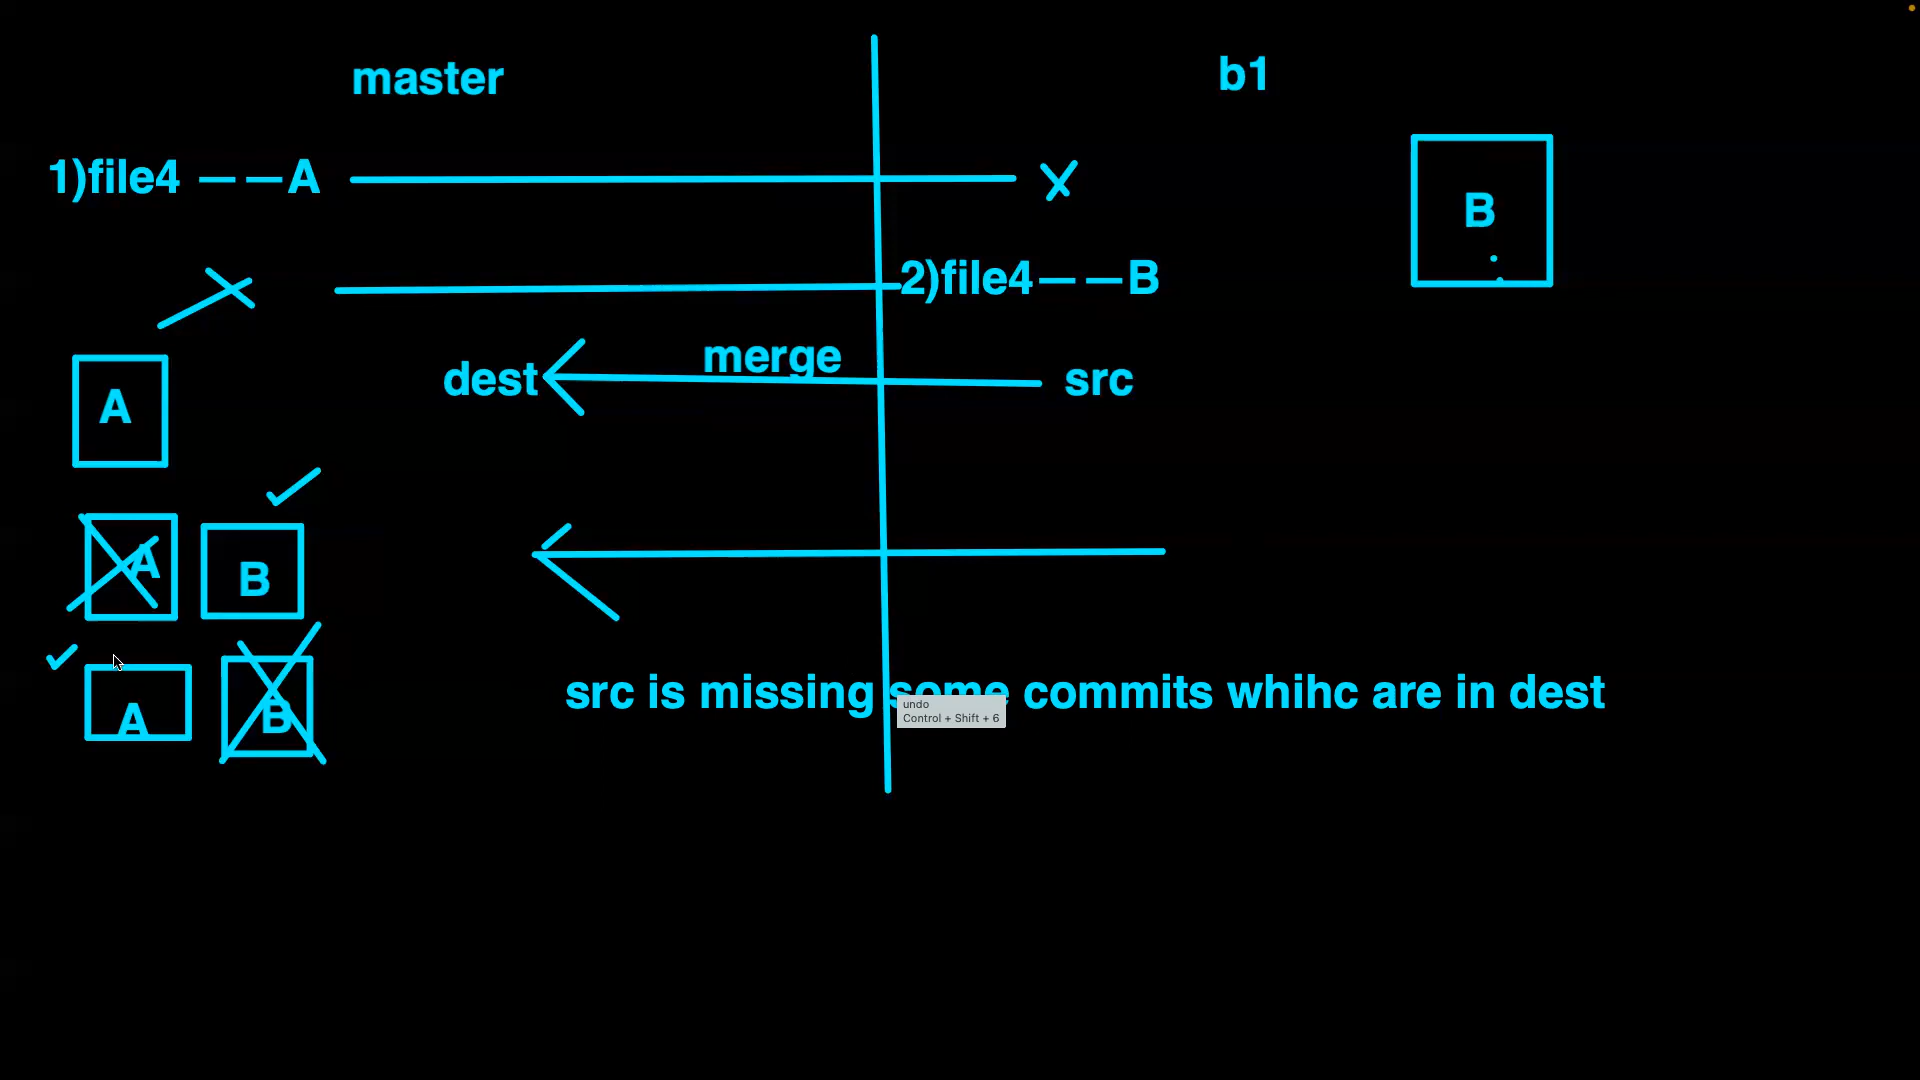 master
b1
1)file4 ——A
B
2)file4——B
merge
dest
src
A
A
B
A
B
src is missing some commits whihc are in dest
undo
Control + Shift + 6